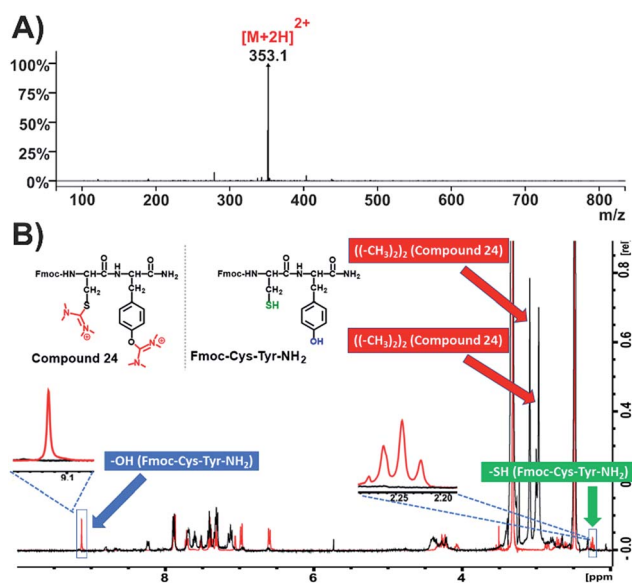 A)
[M+2H]2+
353.1
100%
75%
50%
25%
0%
100 200 300 400 500 600 700 800
m/z
B)
Fmoc-HN NH2
CH2 CH2
S
N N⊕
O
N N⊕
Compound 24
Fmoc-HN NH2
CH2 CH2
SH
OH
Fmoc-Cys-Tyr-NH2
((-CH3)2)2 (Compound 24)
((-CH3)2)2 (Compound 24)
[rel
0.8
0.6
0.4
0.2
-0.0
9.1
-OH (Fmoc-Cys-Tyr-NH2)
2.25 2.20
-SH (Fmoc-Cys-Tyr-NH2)
8 6 4 [ppm